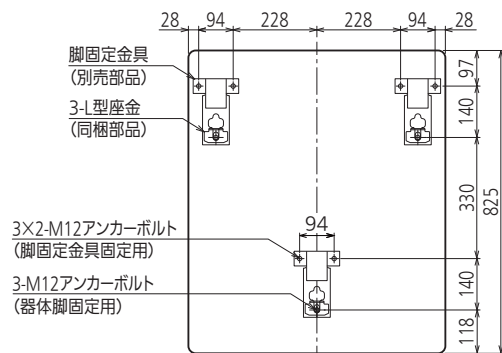 28 94 228 228 94 28
脚固定金具
(別売部品)
3-L型座金
(同梱部品)
97
140
330
825
3×2-M12アンカーボルト
(脚固定金具固定用)
94
3-M12アンカーボルト
(器体脚固定用)
140
118